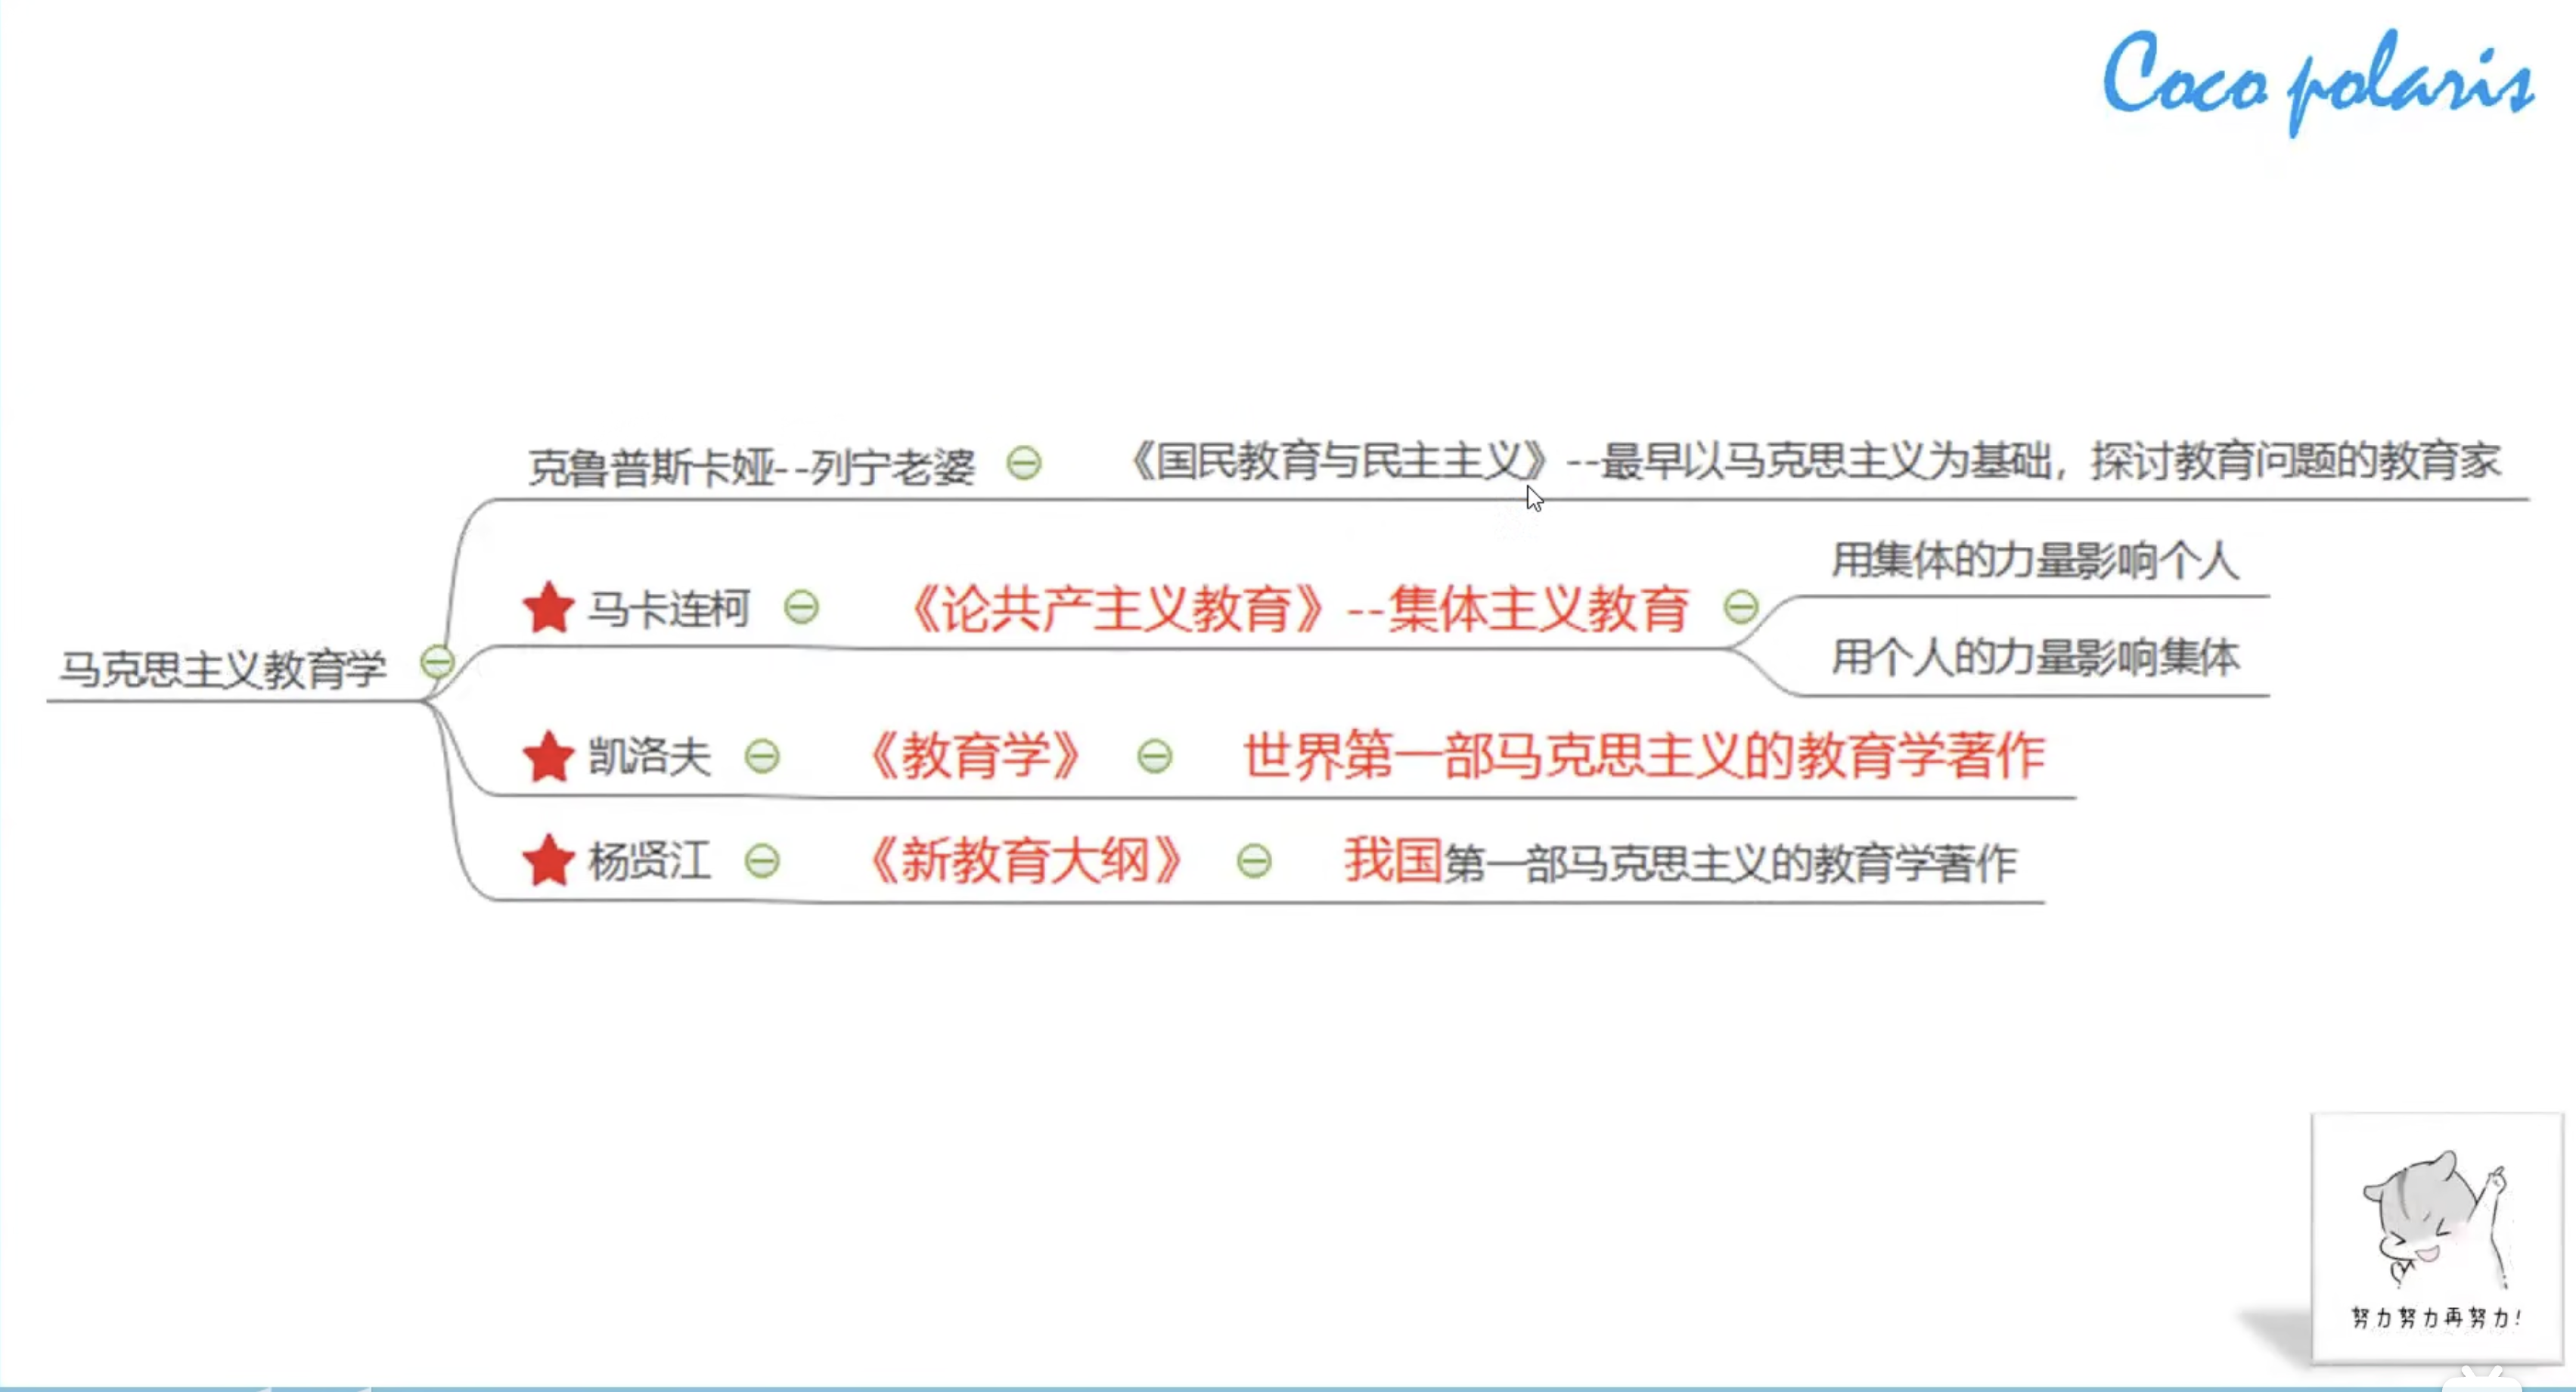 Coco polaris
克鲁普斯卡娅--列宁老婆 《国民教育与民主主义》--最早以马克思主义为基础，探讨教育问题的教育家
用集体的力量影响个人
马卡连柯 《论共产主义教育》--集体主义教育
用个人的力量影响集体
马克思主义教育学
凯洛夫 《教育学》 世界第一部马克思主义的教育学著作
杨贤江 《新教育大纲》 我国第一部马克思主义的教育学著作
努力努力再努力!